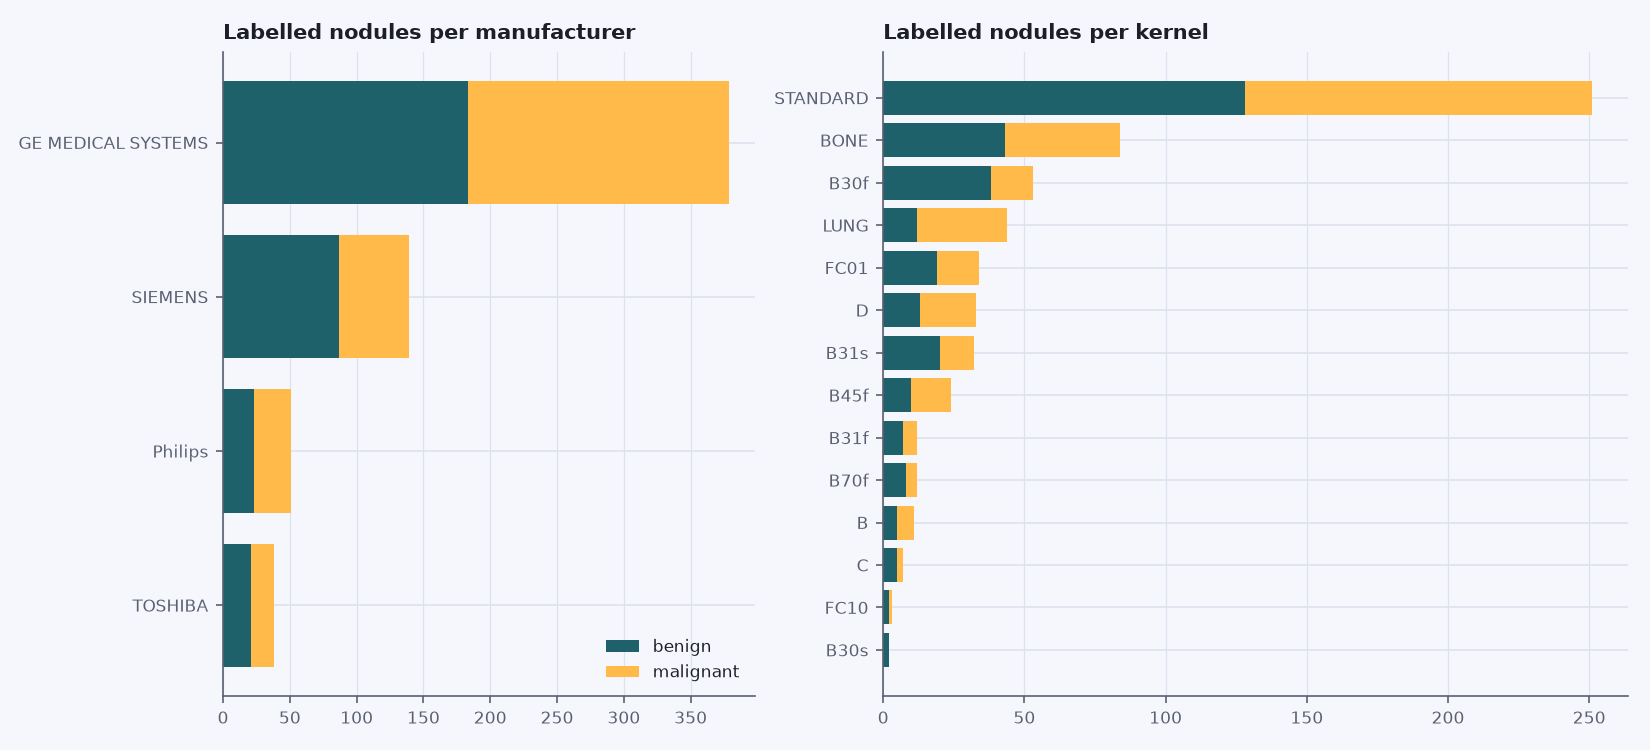 Labelled nodules per manufacturer
GE MEDICAL SYSTEMS
SIEMENS
Philips
TOSHIBA
benign
malignant
0 50 100 150 200 250 300 350
Labelled nodules per kernel
STANDARD
BONE
B30f
LUNG
FC01
D
B31s
B45f
B31f
B70f
B
C
FC10
B30s
0 50 100 150 200 250